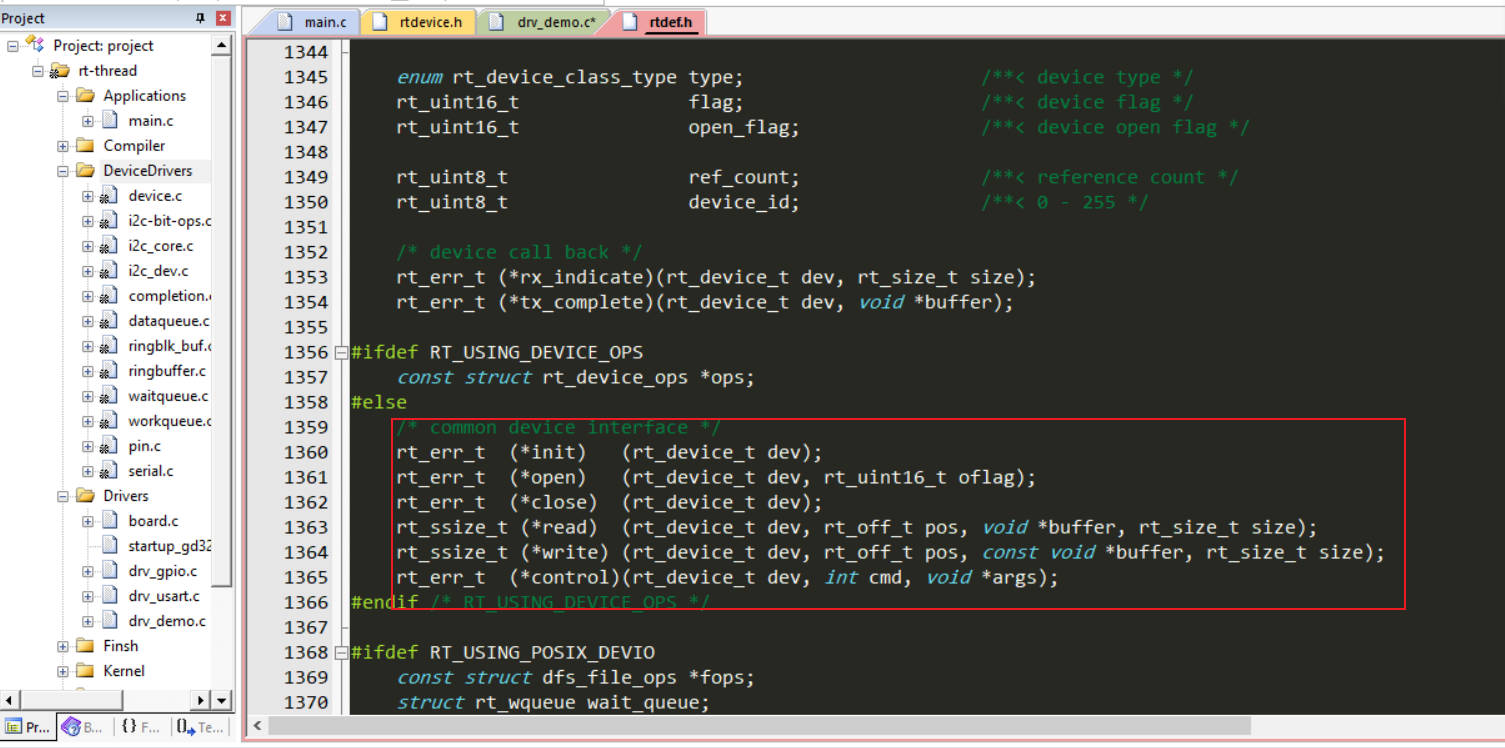 Project
Project: project
rt-thread
Applications
main.c
Compiler
DeviceDrivers
device.c
i2c-bit-ops.c
i2c_core.c
i2c_dev.c
completion.
dataqueue.c
ringblk_buf.
ringbuffer.c
waitqueue.c
workqueue.c
pin.c
serial.c
Drivers
board.c
startup_gd32
drv_gpio.c
drv_usart.c
drv_demo.c
Finsh
Kernel
Pr... B... {} F... Te...
main.c rtdevice.h drv_demo.c* rtdef.h
1344
1345 enum rt_device_class_type type; /**< device type */
1346 rt_uint16_t flag; /**< device flag */
1347 rt_uint16_t open_flag; /**< device open flag */
1348
1349 rt_uint8_t ref_count; /**< reference count */
1350 rt_uint8_t device_id; /**< 0 - 255 */
1351
1352 /* device call back */
1353 rt_err_t (*rx_indicate)(rt_device_t dev, rt_size_t size);
1354 rt_err_t (*tx_complete)(rt_device_t dev, void *buffer);
1355
1356 #ifdef RT_USING_DEVICE_OPS
1357 const struct rt_device_ops *ops;
1358 #else
1359 /* common device interface */
1360 rt_err_t (*init) (rt_device_t dev);
1361 rt_err_t (*open) (rt_device_t dev, rt_uint16_t oflag);
1362 rt_err_t (*close) (rt_device_t dev);
1363 rt_ssize_t (*read) (rt_device_t dev, rt_off_t pos, void *buffer, rt_size_t size);
1364 rt_ssize_t (*write) (rt_device_t dev, rt_off_t pos, const void *buffer, rt_size_t size);
1365 rt_err_t (*control)(rt_device_t dev, int cmd, void *args);
1366 #endif /* RT_USING_DEVICE_OPS */
1367
1368 #ifdef RT_USING_POSIX_DEVIO
1369 const struct dfs_file_ops *fops;
1370 struct rt_wqueue wait_queue;